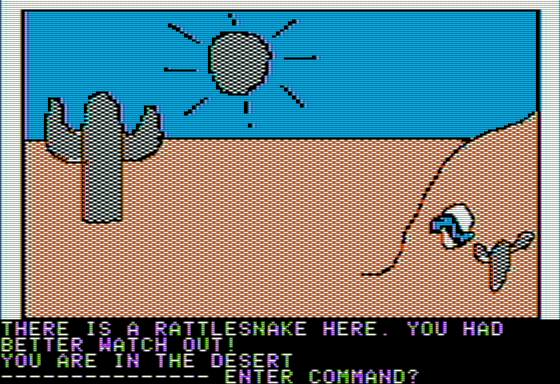 THERE IS A RATTLESNAKE HERE. YOU HAD
BETTER WATCH OUT!
YOU ARE IN THE DESERT
--------------- ENTER COMMAND?